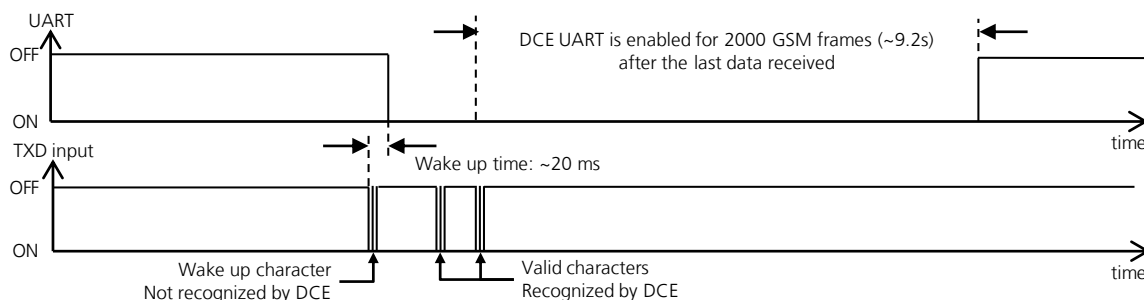 UART
OFF
DCE UART is enabled for 2000 GSM frames (~9.2s)
after the last data received
ON
time
TXD input
Wake up time: ~20 ms
OFF
ON
time
Wake up character
Not recognized by DCE
Valid characters
Recognized by DCE